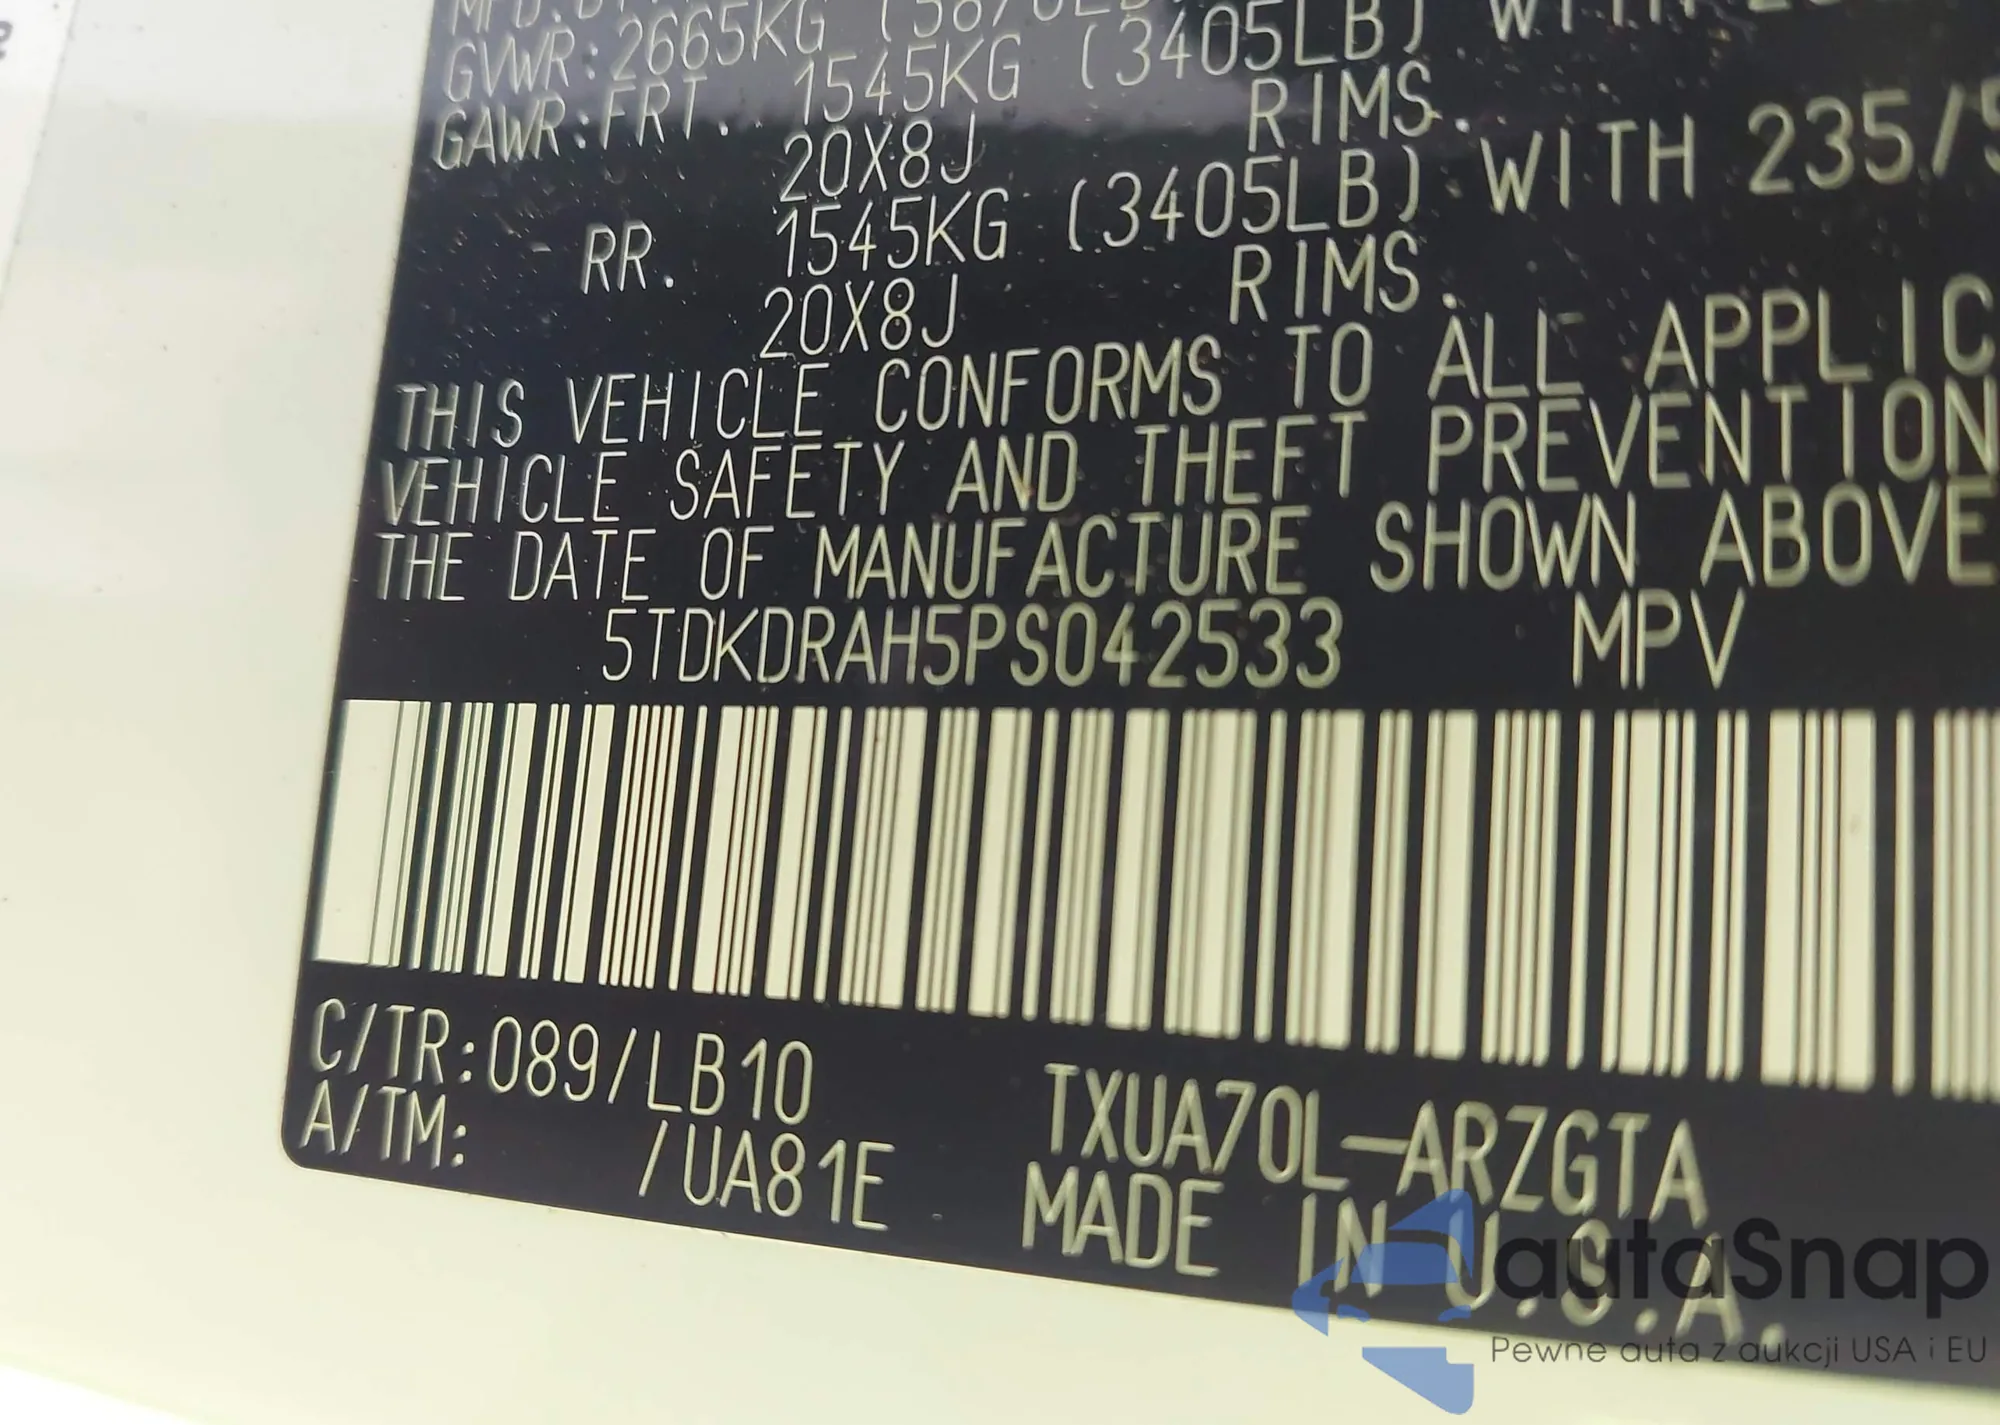 GVWR:2665KG
GAWR:FRT. 1545KG (3405LB) WITH
20X8J RIMS.
RR. 1545KG (3405LB) WITH 235/
20X8J RIMS.
THIS VEHICLE CONFORMS TO ALL APPLIC
VEHICLE SAFETY AND THEFT PREVENTION
THE DATE OF MANUFACTURE SHOWN ABOVE
5TDKDRAH5PS042533 MPV
C/TR:089/LB10
A/TM: /UA81E
TXUA70L-ARZGTA
MADE IN U.S.A.
autaSnap
Pewne auta z aukcji USA i EU